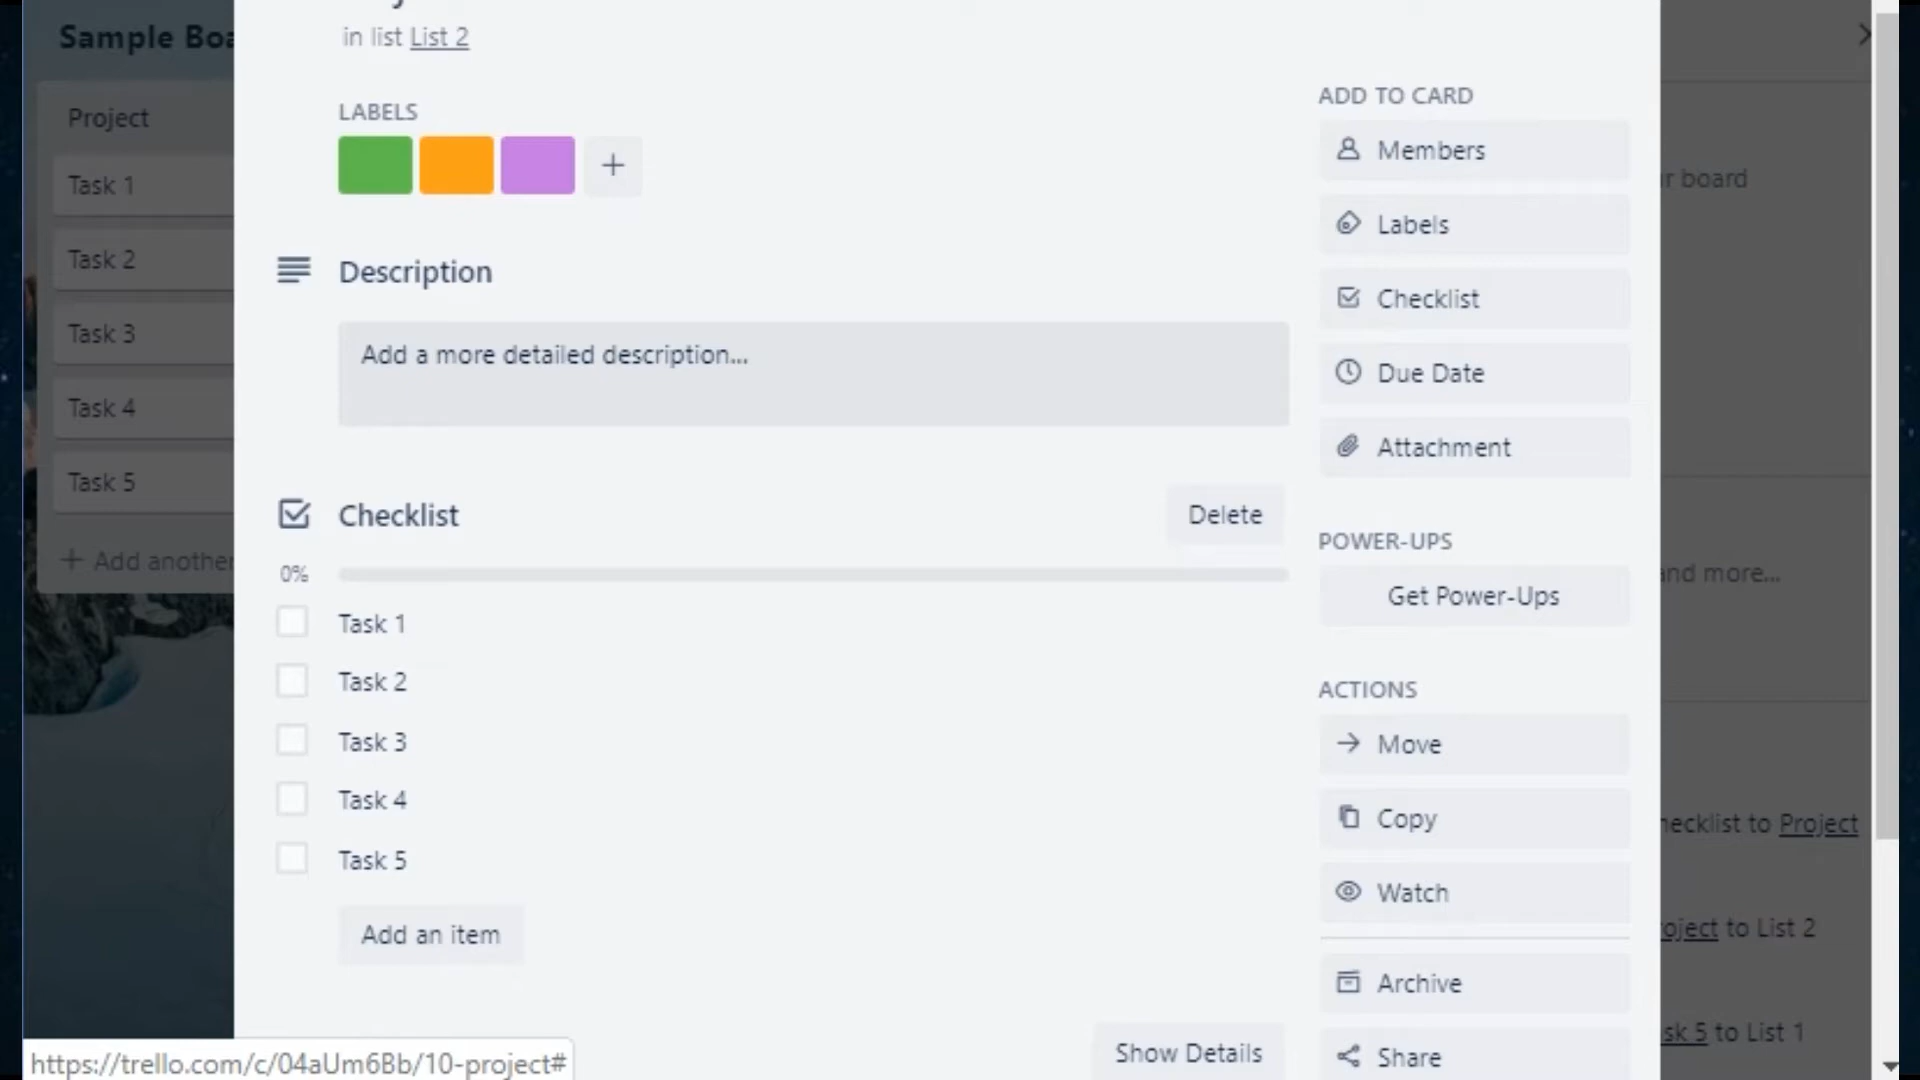 Sample Boa
in list List 2
Project
Task 1
Task 2
Task 3
Task 4
Task 5
+ Add another
LABELS
+
Description
Add a more detailed description...
Checklist
Delete
0%
Task 1
Task 2
Task 3
Task 4
Task 5
Add an item
Show Details
ADD TO CARD
Members
Labels
Checklist
Due Date
Attachment
POWER-UPS
Get Power-Ups
ACTIONS
Move
Copy
Watch
Archive
Share
r board
and more...
hecklist to Project
oject to List 2
sk 5 to List 1
https://trello.com/c/04aUm6Bb/10-project#